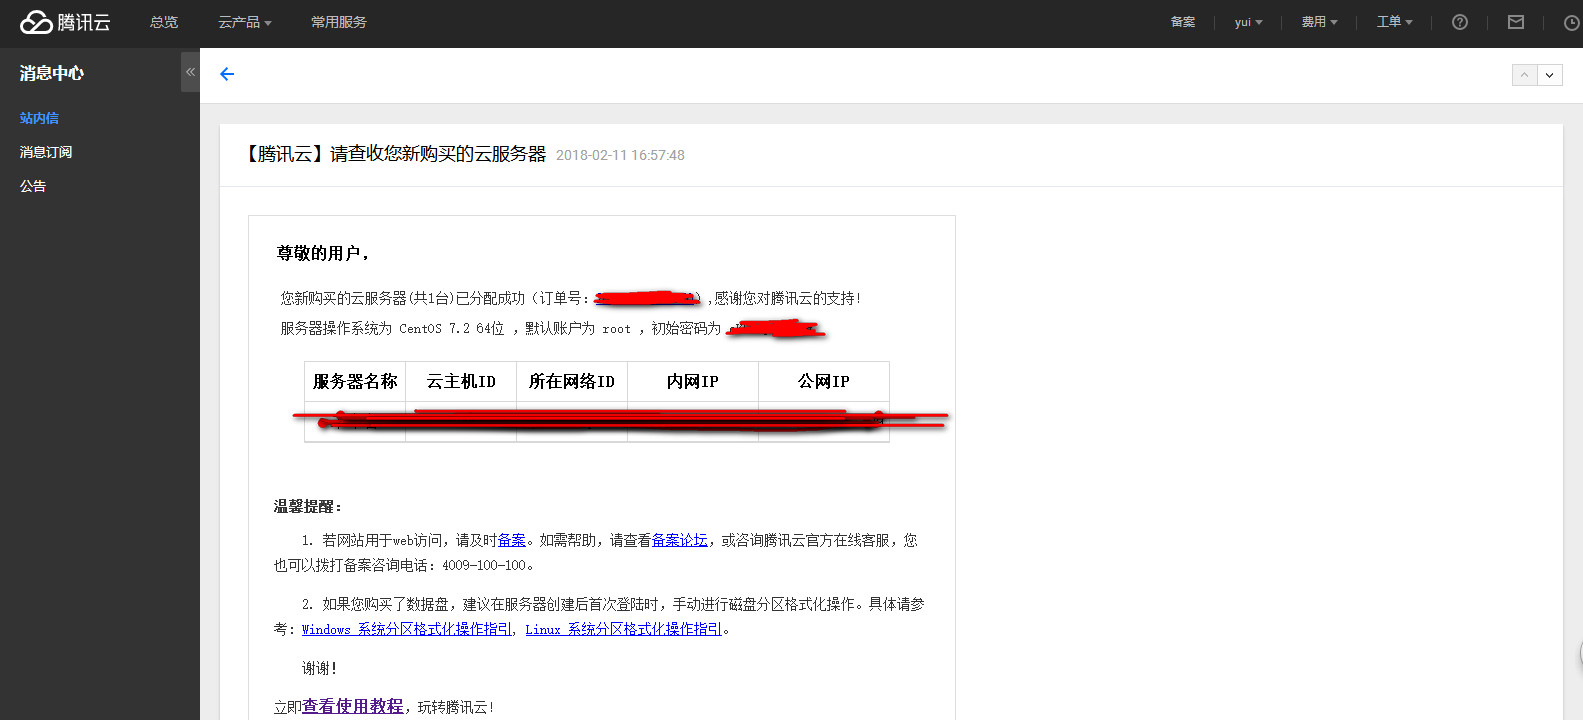 腾讯云 总览 云产品 常用服务 备案 yui 费用 工单
消息中心
站内信
消息订阅
公告
【腾讯云】请查收您新购买的云服务器 2018-02-11 16:57:48
尊敬的用户，
您新购买的云服务器(共1台)已分配成功（订单号：）,感谢您对腾讯云的支持!
服务器操作系统为 CentOS 7.2 64位 ，默认账户为 root ，初始密码为
服务器名称 云主机ID 所在网络ID 内网IP 公网IP
温馨提醒：
1. 若网站用于web访问，请及时备案。如需帮助，请查看备案论坛，或咨询腾讯云官方在线客服，您
也可以拨打备案咨询电话：4009-100-100。
2. 如果您购买了数据盘，建议在服务器创建后首次登陆时，手动进行磁盘分区格式化操作。具体请参
考：Windows 系统分区格式化操作指引, Linux 系统分区格式化操作指引。
谢谢!
立即查看使用教程，玩转腾讯云!